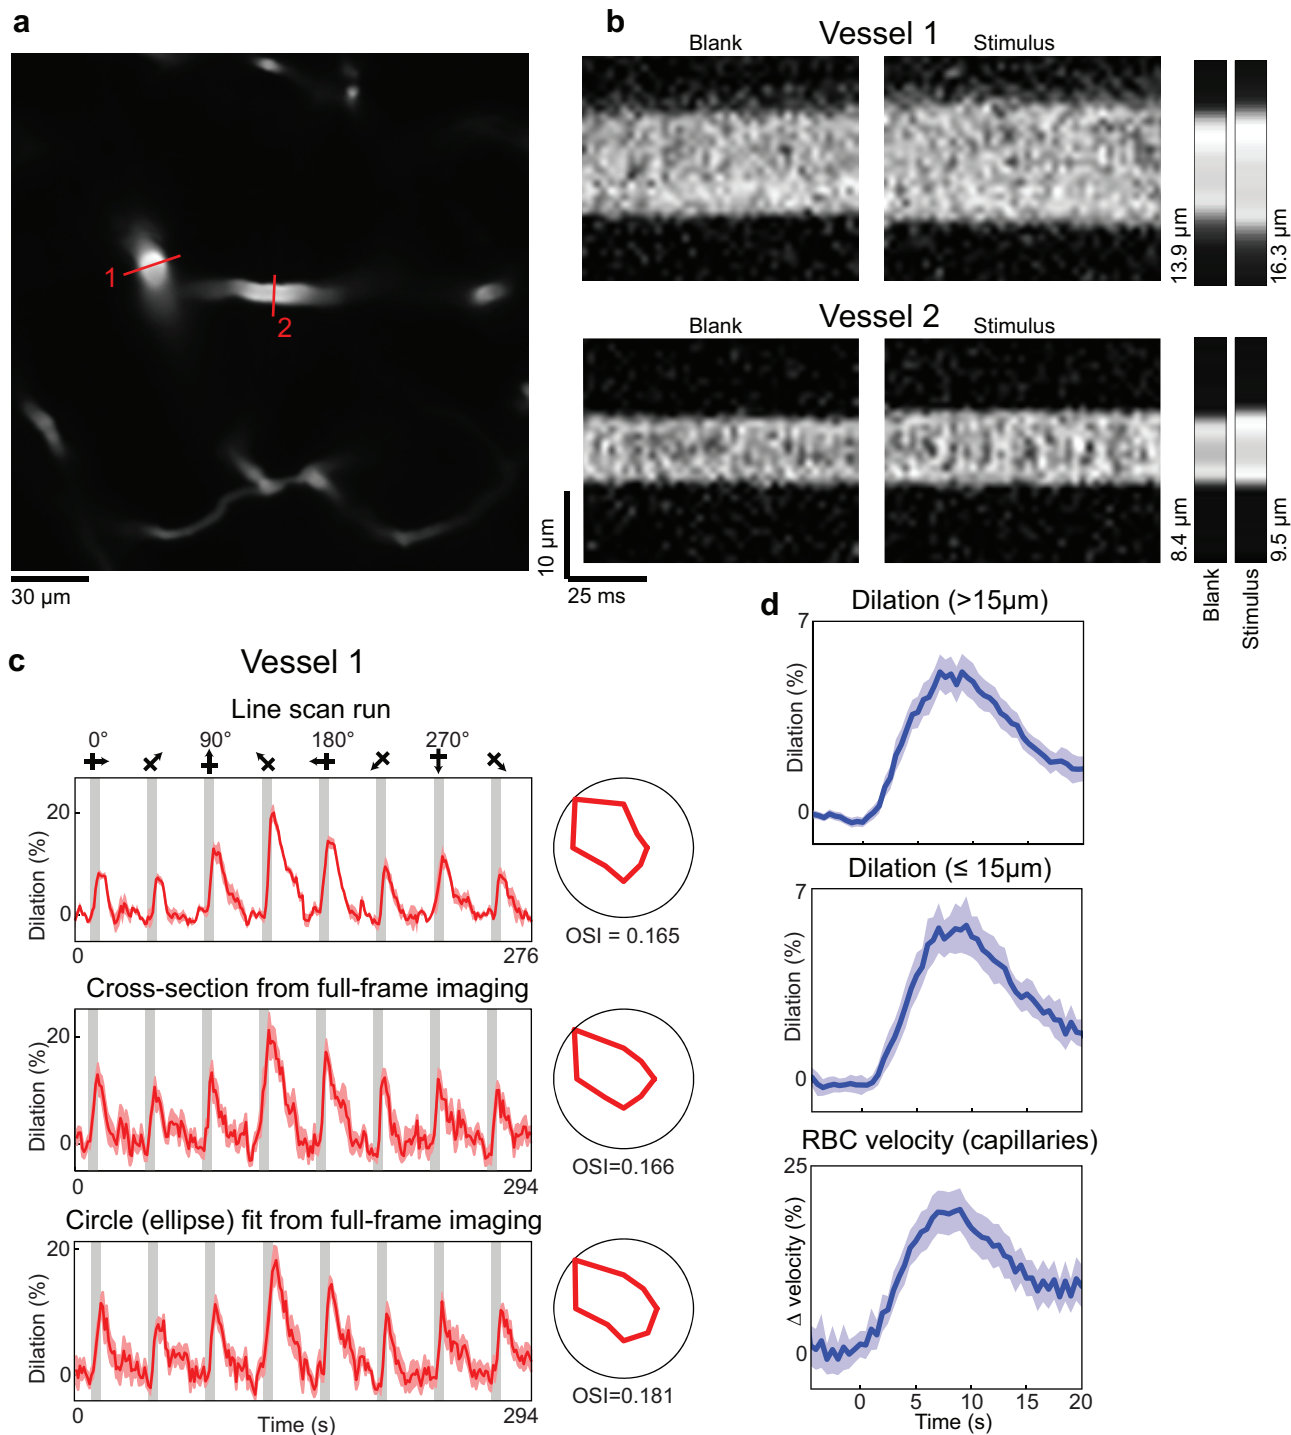 a
1
2
30 µm
b
Vessel 1
Blank
Stimulus
13.9 µm
16.3 µm
Vessel 2
Blank
Stimulus
8.4 µm
9.5 µm
Blank
Stimulus
10 µm
25 ms
c
Vessel 1
Line scan run
0°
90°
180°
270°
Dilation (%)
20
0
0
276
OSI = 0.165
Cross-section from full-frame imaging
Dilation (%)
20
0
0
294
OSI=0.166
Circle (ellipse) fit from full-frame imaging
Dilation (%)
20
0
0
294
Time (s)
OSI=0.181
d
Dilation (>15µm)
Dilation (%)
7
0
Dilation (≤ 15µm)
Dilation (%)
7
0
RBC velocity (capillaries)
Δ velocity (%)
25
0
0
5
10
15
20
Time (s)